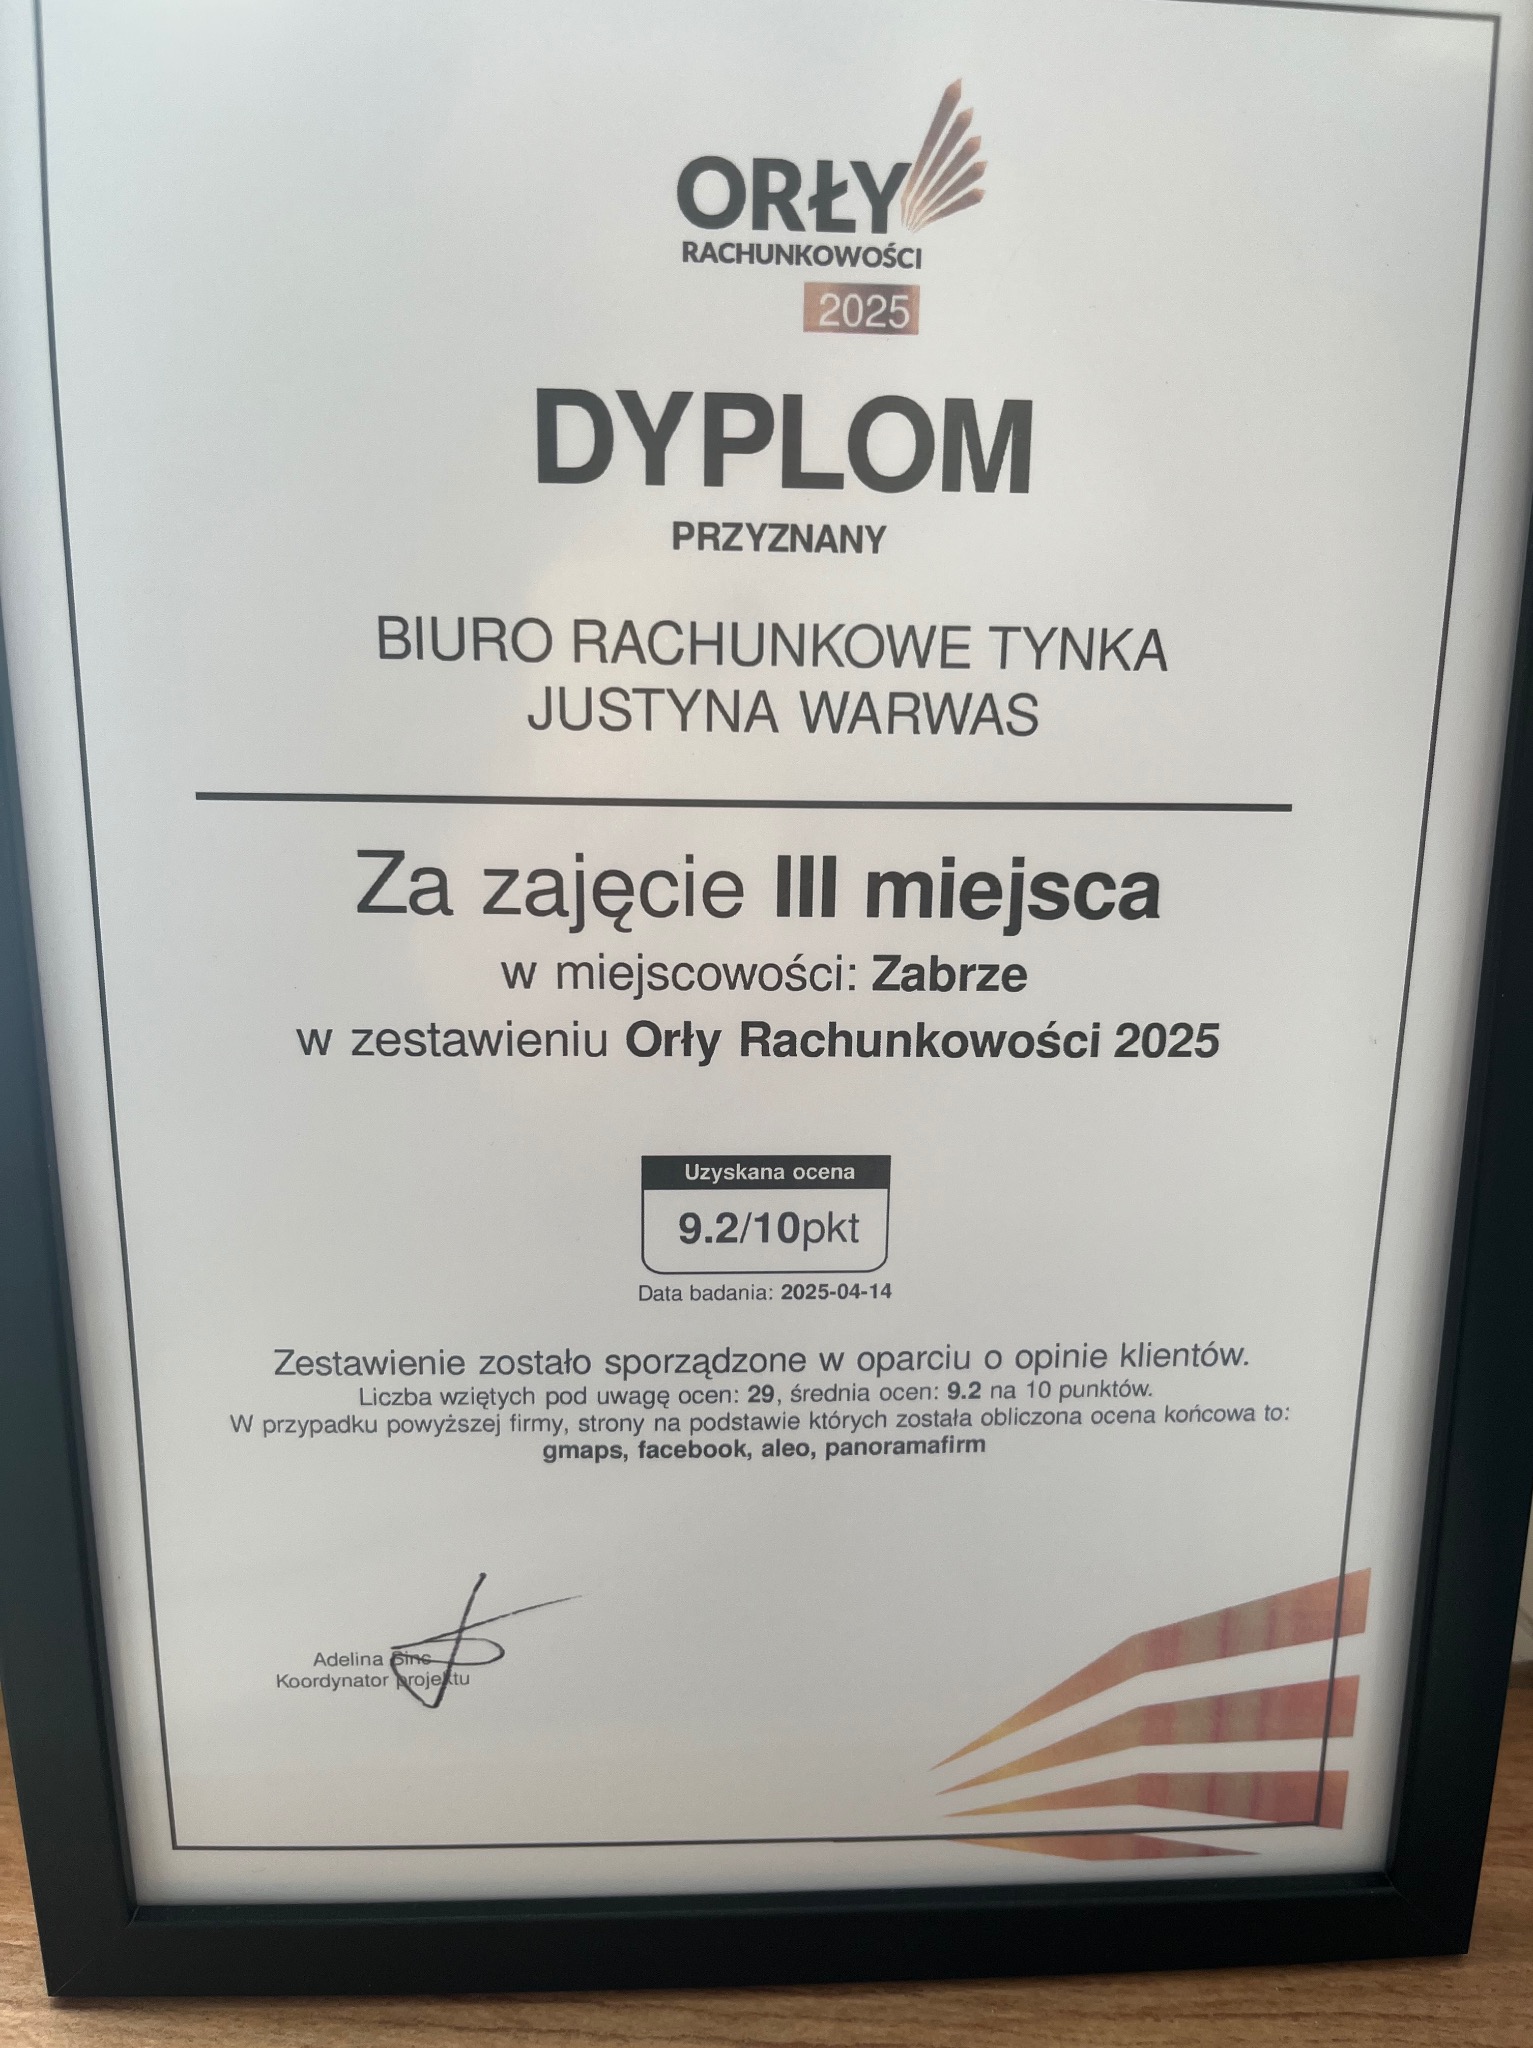 ORŁY
RACHUNKOWOŚCI
2025
DYPLOM
PRZYZNANY
BIURO RACHUNKOWE TYNKA
JUSTYNA WARWAS
Za zajęcie III miejsca
w miejscowości: Zabrze
w zestawieniu Orły Rachunkowości 2025
Uzyskana ocena
9.2/10pkt
Data badania: 2025-04-14
Zestawienie zostało sporządzone w oparciu o opinie klientów.
Liczba wziętych pod uwagę ocen: 29, średnia ocen: 9.2 na 10 punktów.
W przypadku powyższej firmy, strony na podstawie których została obliczona ocena końcowa to:
gmaps, facebook, aleo, panoramafirm
Adelina
Koordynator projektu